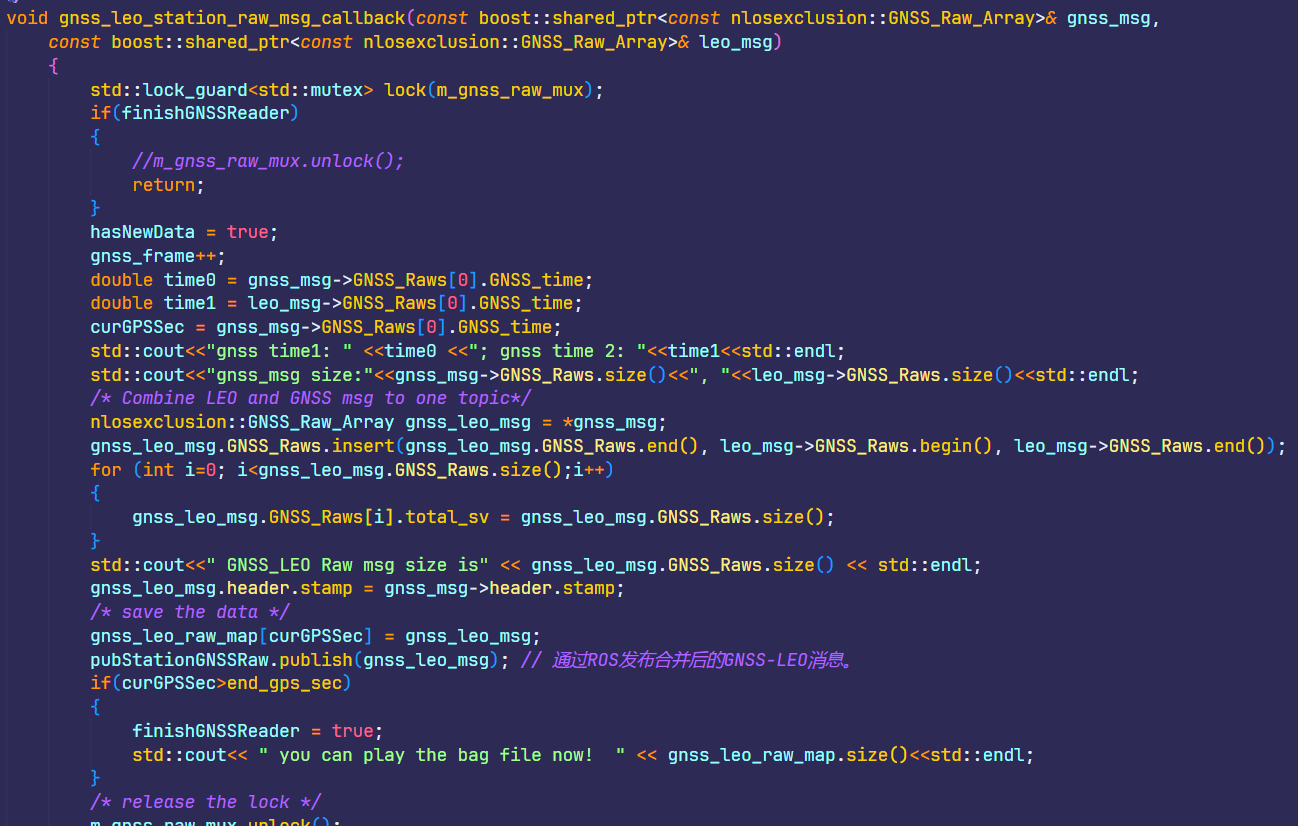 void gnss_leo_station_raw_msg_callback(const boost::shared_ptr<const nlosexclusion::GNSS_Raw_Array>& gnss_msg,
const boost::shared_ptr<const nlosexclusion::GNSS_Raw_Array>& leo_msg)
{
std::lock_guard<std::mutex> lock(m_gnss_raw_mux);
if(finishGNSSReader)
{
//m_gnss_raw_mux.unlock();
return;
}
hasNewData = true;
gnss_frame++;
double time0 = gnss_msg->GNSS_Raws[0].GNSS_time;
double time1 = leo_msg->GNSS_Raws[0].GNSS_time;
curGPSSec = gnss_msg->GNSS_Raws[0].GNSS_time;
std::cout<<"gnss time1: " <<time0 <<"; gnss time 2: "<<time1<<std::endl;
std::cout<<"gnss_msg size:"<<gnss_msg->GNSS_Raws.size()<<", "<<leo_msg->GNSS_Raws.size()<<std::endl;
/* Combine LEO and GNSS msg to one topic*/
nlosexclusion::GNSS_Raw_Array gnss_leo_msg = *gnss_msg;
gnss_leo_msg.GNSS_Raws.insert(gnss_leo_msg.GNSS_Raws.end(), leo_msg->GNSS_Raws.begin(), leo_msg->GNSS_Raws.end());
for (int i=0; i<gnss_leo_msg.GNSS_Raws.size();i++)
{
gnss_leo_msg.GNSS_Raws[i].total_sv = gnss_leo_msg.GNSS_Raws.size();
}
std::cout<<" GNSS_LEO Raw msg size is" << gnss_leo_msg.GNSS_Raws.size() << std::endl;
gnss_leo_msg.header.stamp = gnss_msg->header.stamp;
/* save the data */
gnss_leo_raw_map[curGPSSec] = gnss_leo_msg;
pubStationGNSSRaw.publish(gnss_leo_msg); // 通过ROS发布合并后的GNSS-LEO消息。
if(curGPSSec>end_gps_sec)
{
finishGNSSReader = true;
std::cout<< " you can play the bag file now!  " << gnss_leo_raw_map.size()<<std::endl;
}
/* release the lock */
m_gnss_raw_mux.unlock();